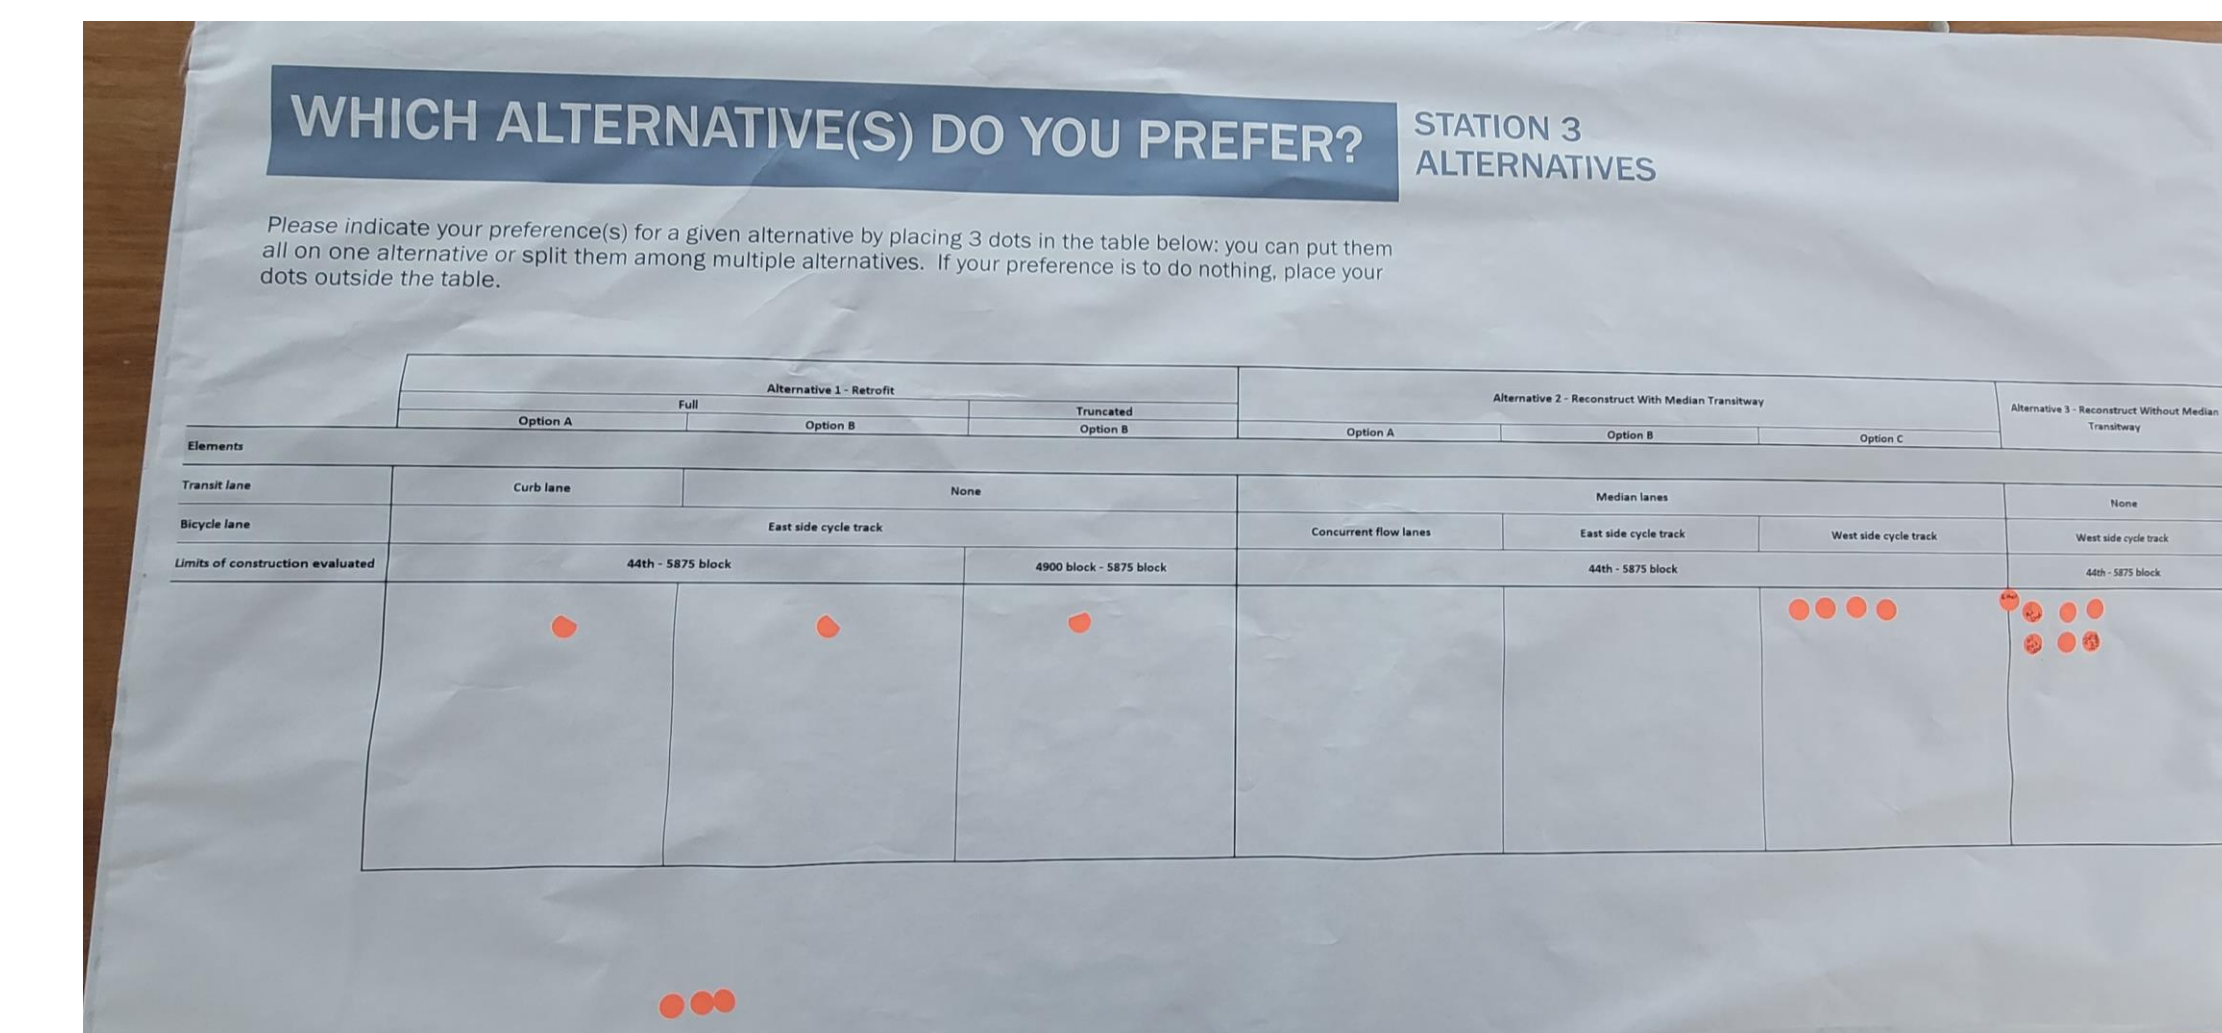 WHICH ALTERNATIVE(S) DO YOU PREFER?
STATION 3
ALTERNATIVES
Please indicate your preference(s) for a given alternative by placing 3 dots in the table below: you can put them
all on one alternative or split them among multiple alternatives. If your preference is to do nothing, place your
dots outside the table.
Alternative 1 - Retrofit
Alternative 2 - Reconstruct With Median Transitway
Alternative 3 - Reconstruct Without Median
Transitway
Full
Truncated
Option A
Option B
Option B
Option A
Option B
Option C
Elements
Transit lane
Curb lane
None
Median lanes
None
Bicycle lane
East side cycle track
Concurrent flow lanes
East side cycle track
West side cycle track
West side cycle track
Limits of construction evaluated
44th - 5875 block
4900 block - 5875 block
44th - 5875 block
44th - 5875 block